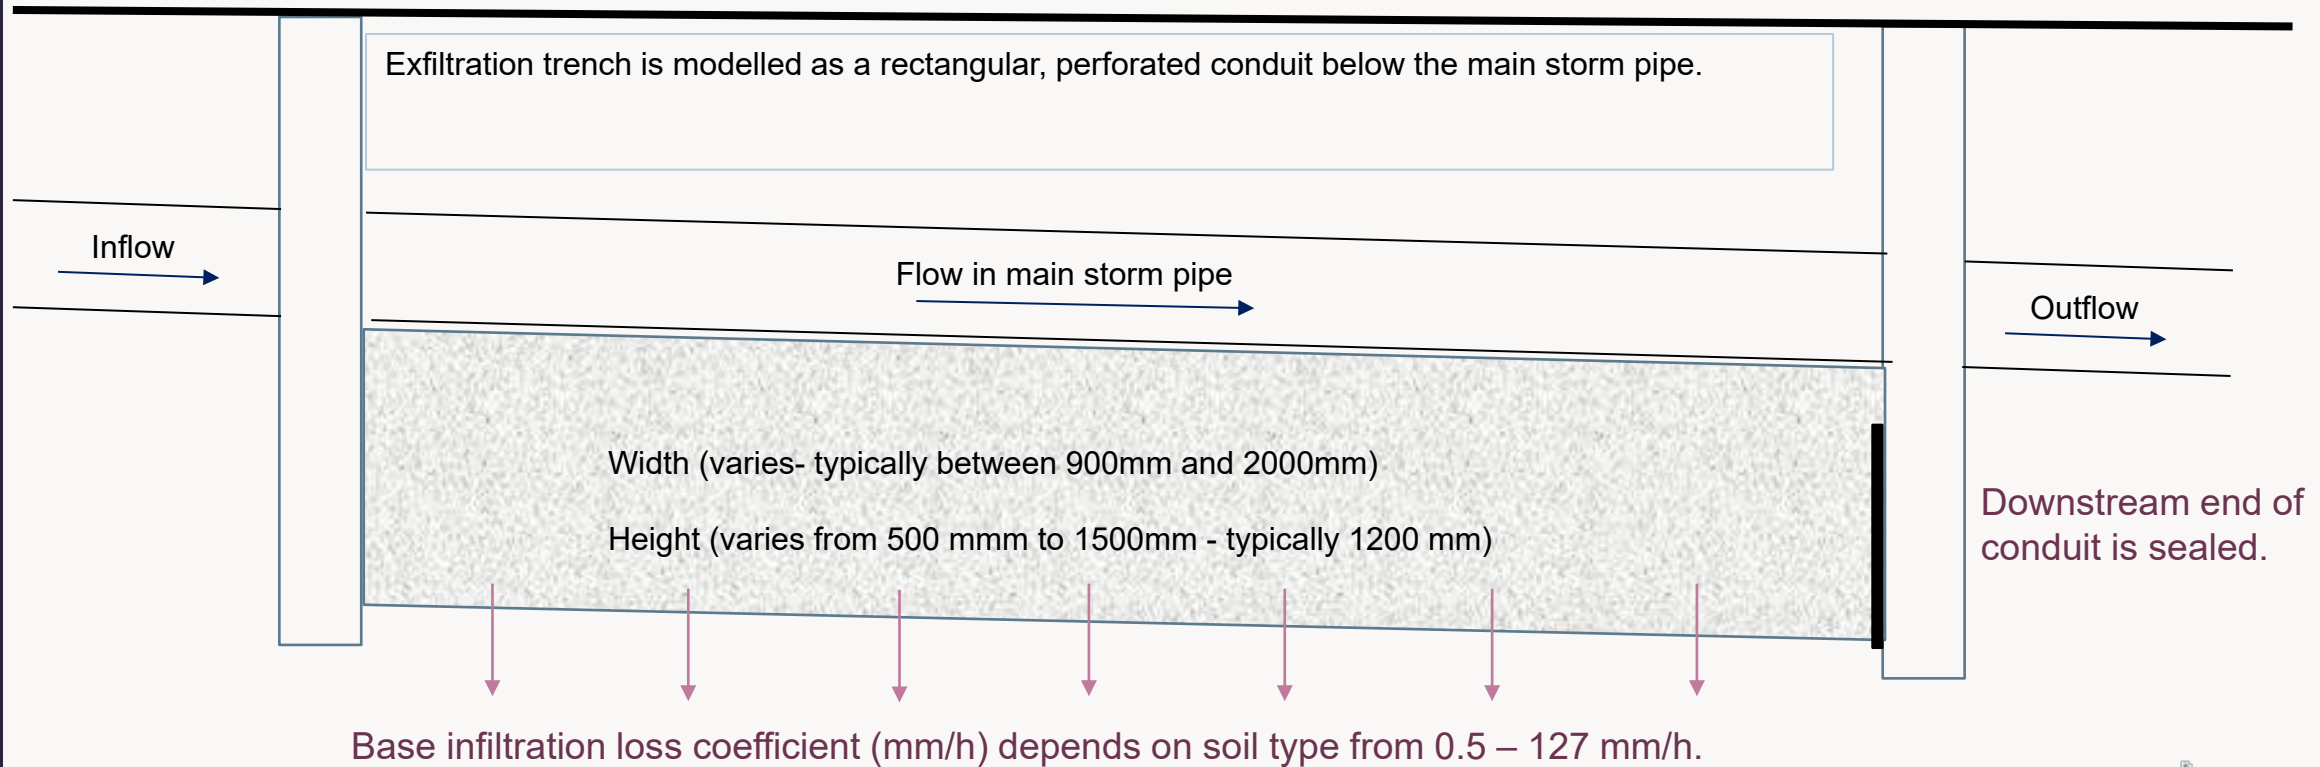 Exfiltration trench is modelled as a rectangular, perforated conduit below the main storm pipe.
Inflow
Flow in main storm pipe
Outflow
Width (varies- typically between 900mm and 2000mm)
Height (varies from 500 mmm to 1500mm - typically 1200 mm)
Downstream end of
conduit is sealed.
Base infiltration loss coefficient (mm/h) depends on soil type from 0.5 – 127 mm/h.